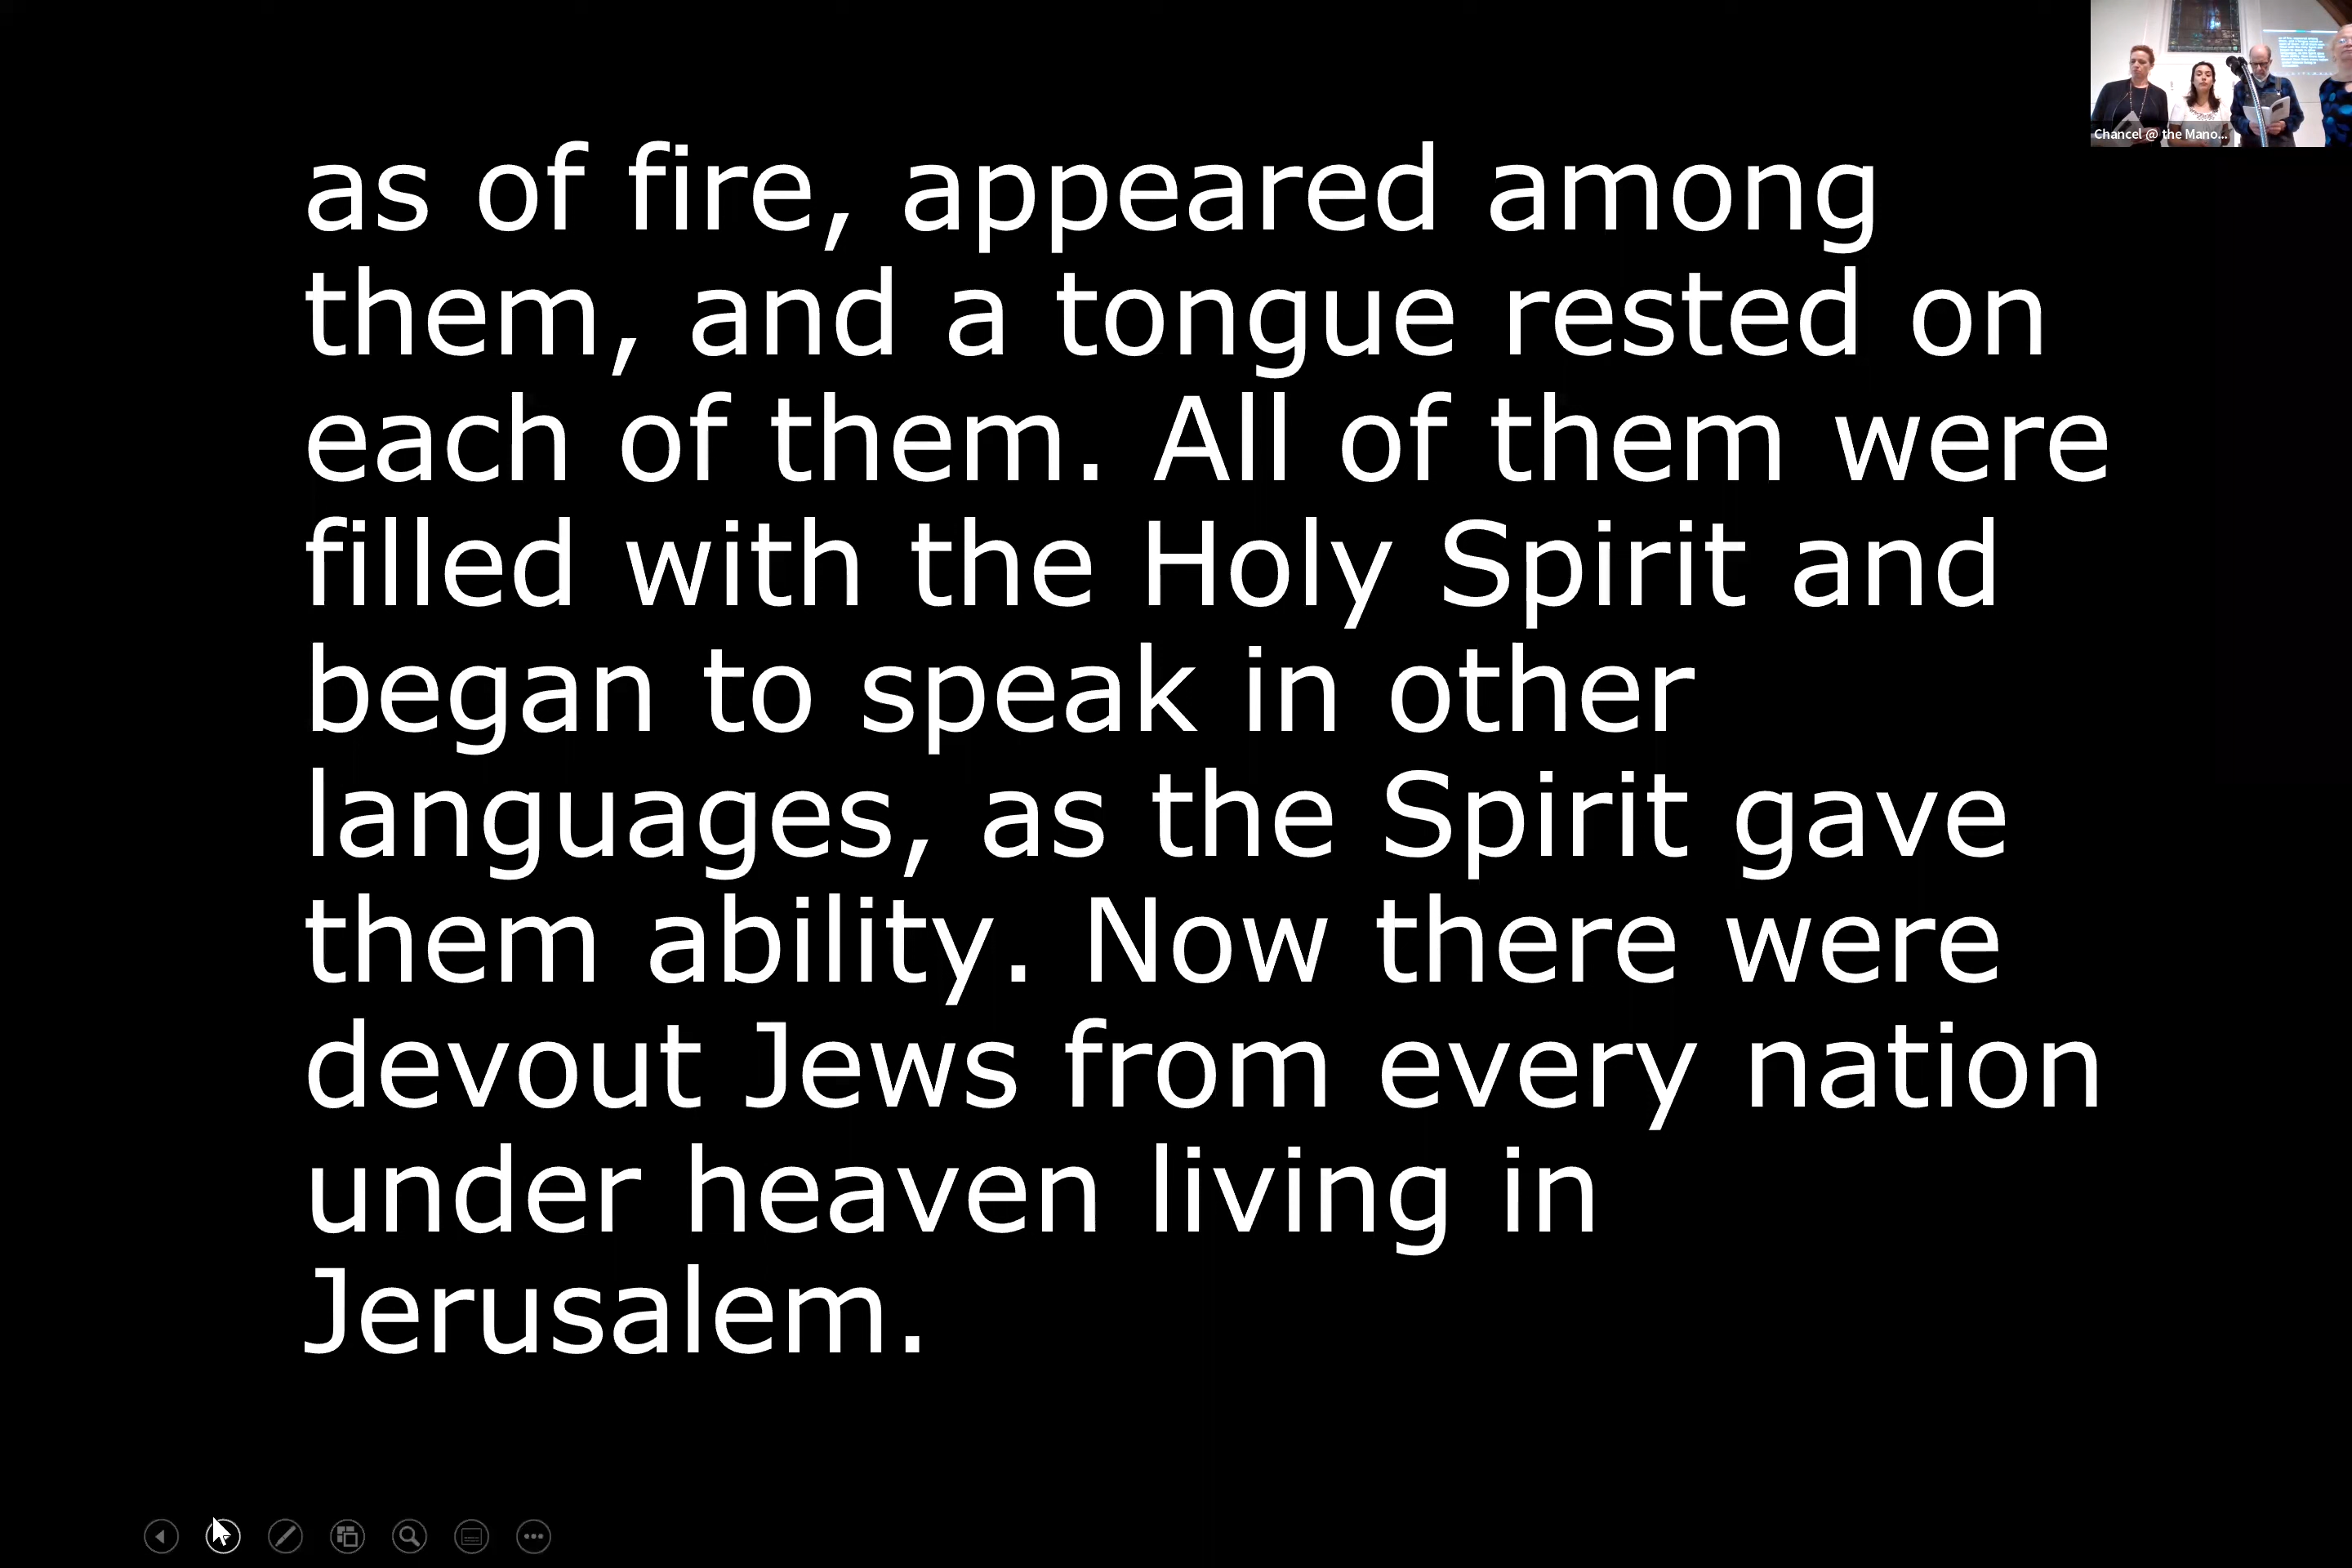 Chancel @ the Mano...
as of fire, appeared among
them, and a tongue rested on
each of them. All of them were
filled with the Holy Spirit and
began to speak in other
languages, as the Spirit gave
them ability. Now there were
devout Jews from every nation
under heaven living in
Jerusalem.